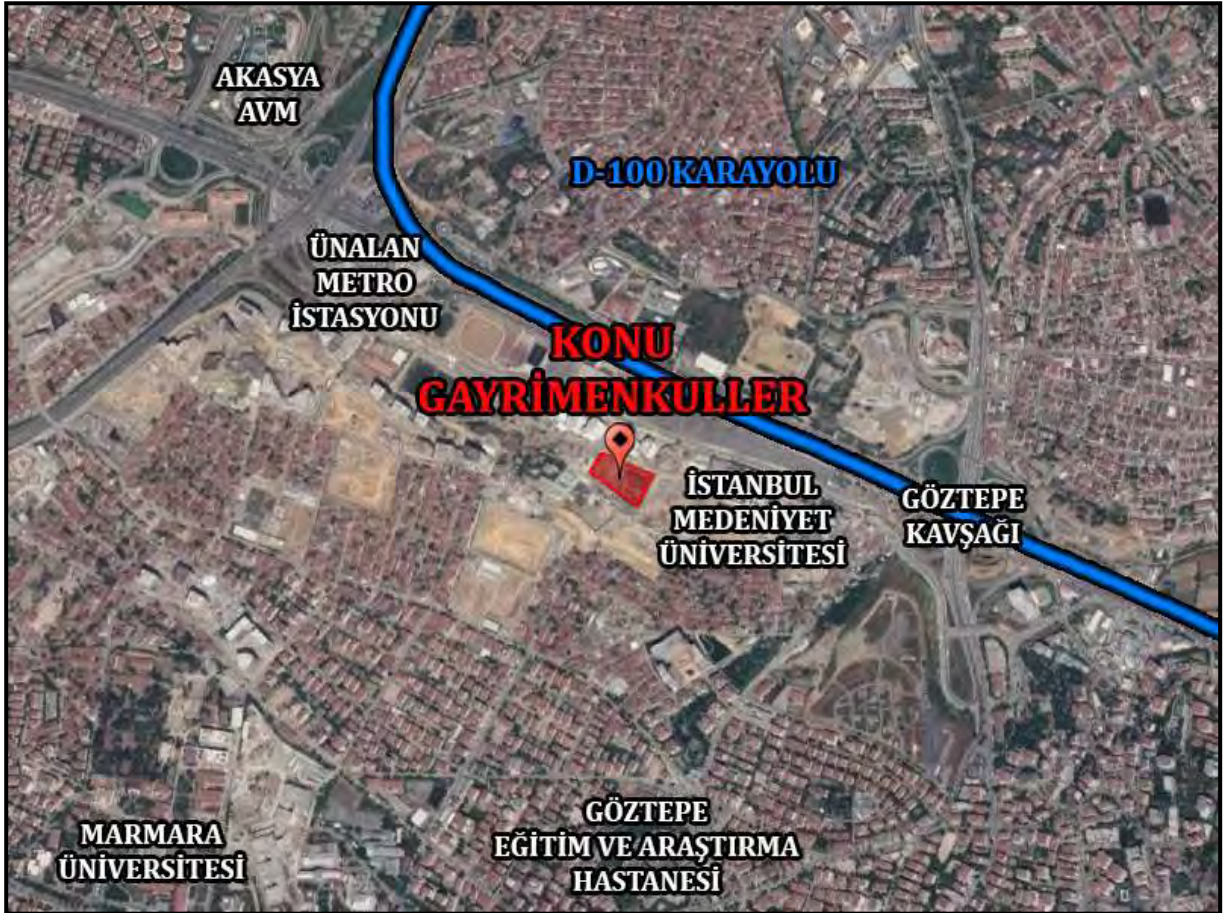 AKASYA
AVM
D-100 KARAYOLU
ÜNALAN
METRO
İSTASYONU
KONU
GAYRİMENKULLER
İSTANBUL
MEDENİYET
ÜNİVERSİTESİ
GÖZTEPE
KAVŞAĞI
MARMARA
ÜNİVERSİTESİ
GÖZTEPE
EĞİTİM VE ARAŞTIRMA
HASTANESİ